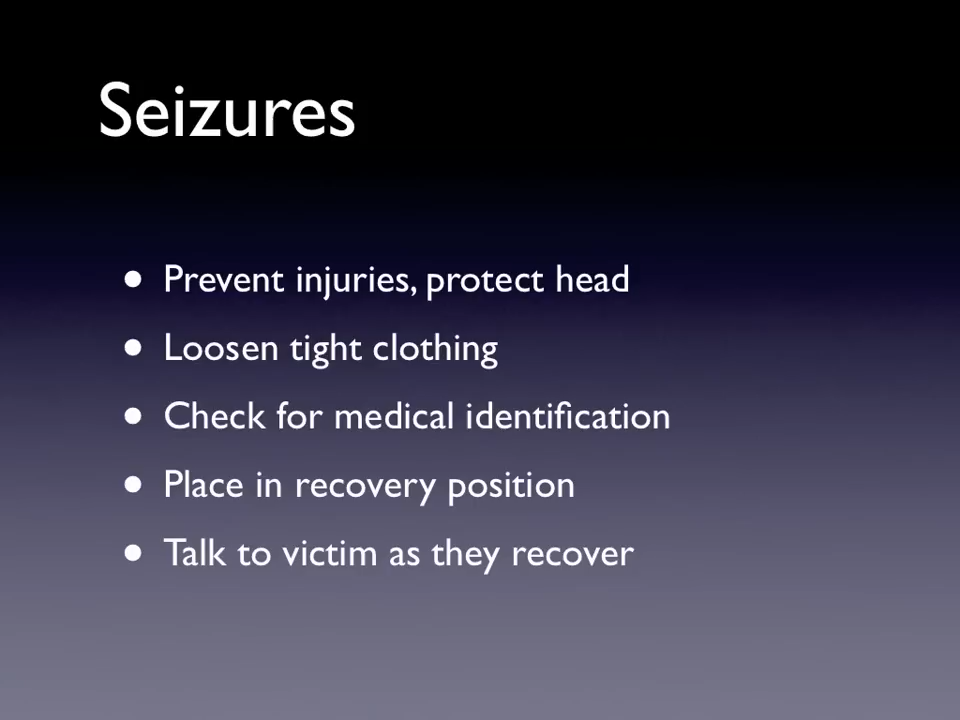 Seizures
• Prevent injuries, protect head
• Loosen tight clothing
• Check for medical identification
• Place in recovery position
• Talk to victim as they recover